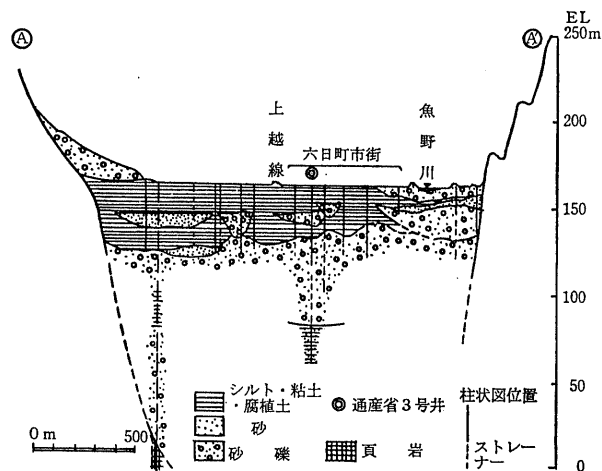 Ⓐ
Ⓐ'
EL
250m
200
150
100
50
0
上越線
六日町市街
魚野川
シルト・粘土・腐植土
砂
砂礫
通産省3号井
頁岩
柱状図位置
ストレーナー
0m 500